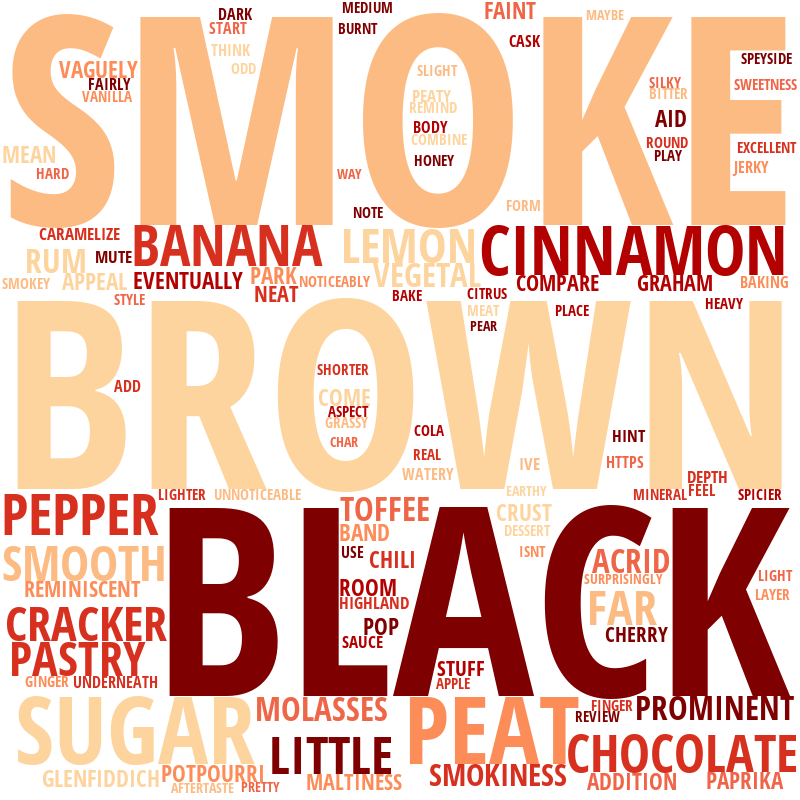 SMOKE
DARK
MEDIUM
FAINT
MAYBE
START
BURNT
CASK
THINK
ODD
SPEYSIDE
VAGUELY
FAIRLY
VANILLA
SLIGHT
SILKY
BITTER
SWEETNESS
PEATY
REMIND
BODY
COMBINE
HONEY
AID
ROUND
PLAY
EXCELLENT
JERKY
MEAN
HARD
WAY
NOTE
FORM
CARAMELIZE
BANANA
LEMON
CINNAMON
RUM
MUTE
SMOKEY
APPEAL
EVENTUALLY
PARK
NOTICEABLY
VEGETAL
COMPARE
GRAHAM
BAKING
STYLE
NEAT
BAKE
CITRUS
MEAT
PEAR
PLACE
HEAVY
BROWN
ADD
SHORTER
COME
ASPECT
GRASSY
CHAR
COLA
REAL
WATERY
IVE
HINT
HTTPS
DEPTH
FEEL
MINERAL
SPICIER
LIGHTER
UNNOTICEABLE
EARTHY
PEPPER
TOFFEE
CRUST
DESSERT
BLACK
BAND
USE
CHILI
ISNT
SMOOTH
REMINISCENT
ACRID
SURPRISINGLY
LIGHT
LAYER
ROOM
HIGHLAND
FAR
CRACKER
POP
SAUCE
CHERRY
PASTRY
GINGER
UNDERNEATH
STUFF
APPLE
SUGAR
MOLASSES
PEAT
FINGER
REVIEW
PROMINENT
LITTLE
CHOCOLATE
GLENFIDDICH
POTPOURRI
AFTERTASTE
PRETTY
MALTINESS
SMOKINESS
ADDITION
PAPRIKA